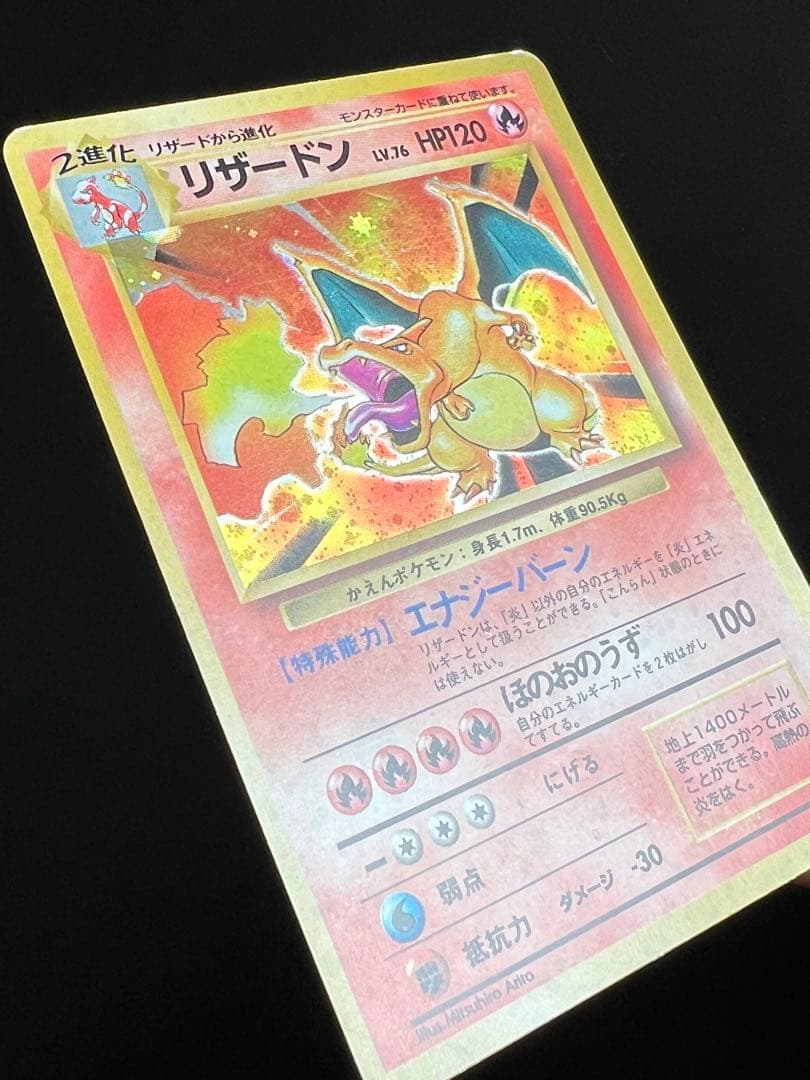 モンスターカードに重ねて使います。
2進化 リザードから進化
リザードン LV.76 HP120
かえんポケモン：身長1.7m、体重90.5Kg
【特殊能力】エナジーバーン
リザードンは、「炎」以外の自分のエネルギーを「炎」エネ
ルギーとして扱うことができる。「こんらん」状態のときに
は使えない。
ほのおのうず 100
自分のエネルギーカードを2枚はがし
てすてる。
にげる
弱点
抵抗力 ダメージ -30
地上1400メートル
まで羽をつかって飛ぶ
ことができる。高熱の
炎をはく。
Illus. Mitsuhiro Arita